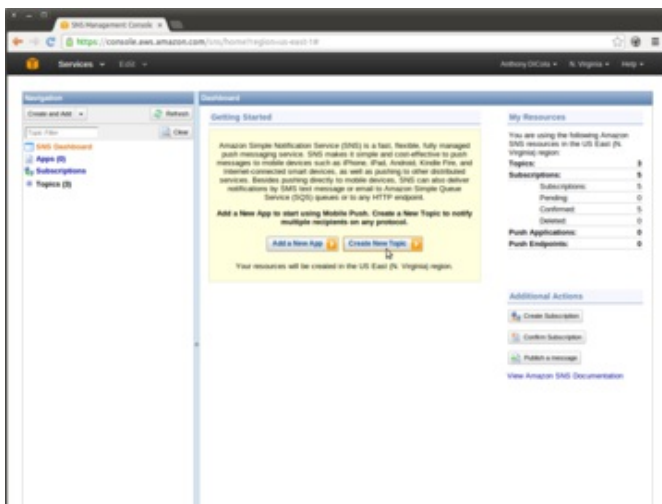 SNS Management Console
https://console.aws.amazon.com/sns/home?region=us-east-1#
Services
Edit
Anthony DiCola
N. Virginia
Help
Navigation
Create and Add
Refresh
Topic Filter
Clear
SNS Dashboard
Apps (0)
Subscriptions
Topics (3)
Dashboard
Getting Started
Amazon Simple Notification Service (SNS) is a fast, flexible, fully managed
push messaging service. SNS makes it simple and cost-effective to push
messages to mobile devices such as iPhone, iPad, Android, Kindle Fire, and
internet-connected smart devices, as well as pushing to other distributed
services. Besides pushing directly to mobile devices, SNS can also deliver
notifications by SMS text message or email to Amazon Simple Queue
Service (SQS) queues or to any HTTP endpoint.
Add a New App to start using Mobile Push. Create a New Topic to notify
multiple recipients on any protocol.
Add a New App
Create New Topic
Your resources will be created in the US East (N. Virginia) region.
My Resources
You are using the following Amazon
SNS resources in the US East (N.
Virginia) region:
Topics: 3
Subscriptions: 5
Subscriptions: 5
Pending: 0
Confirmed: 5
Deleted: 0
Push Applications: 0
Push Endpoints: 0
Additional Actions
Create Subscription
Confirm Subscription
Publish a message
View Amazon SNS Documentation